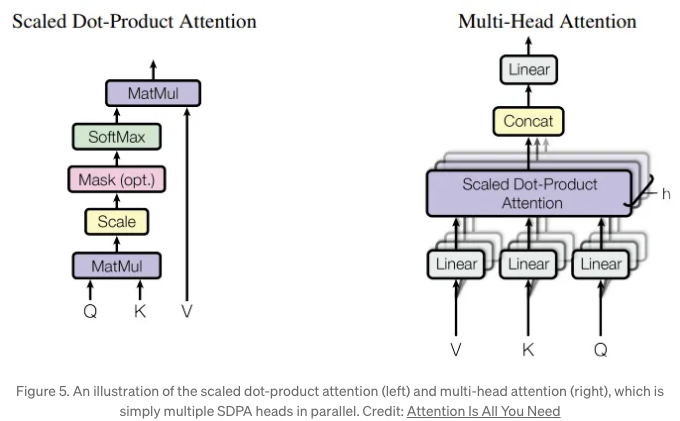 Scaled Dot-Product Attention
MatMul
SoftMax
Mask (opt.)
Scale
MatMul
Q K V
Multi-Head Attention
Linear
Concat
Scaled Dot-Product
Attention
h
Linear Linear Linear
V K Q
Figure 5. An illustration of the scaled dot-product attention (left) and multi-head attention (right), which is
simply multiple SDPA heads in parallel. Credit: Attention Is All You Need